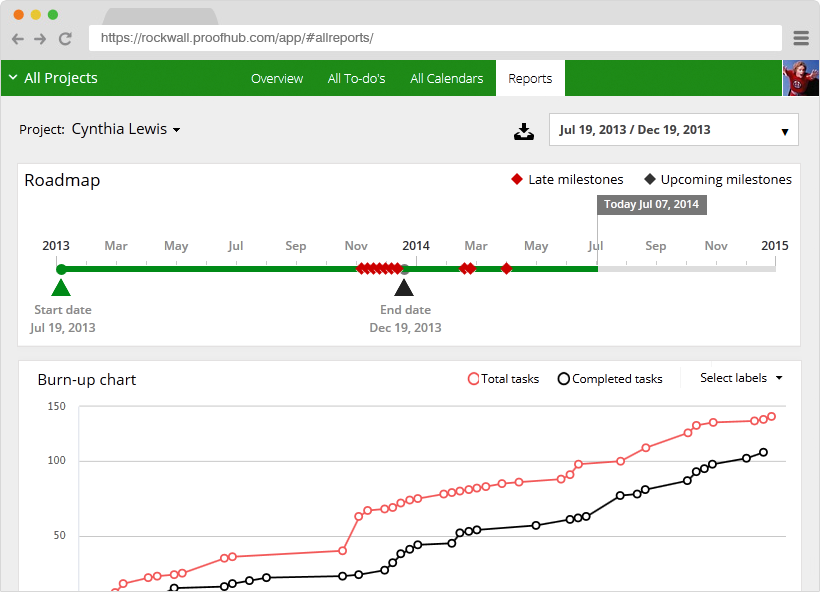 https://rockwall.proofhub.com/app/#allreports/
All Projects Overview All To-do's All Calendars Reports
Project: Cynthia Lewis Jul 19, 2013 / Dec 19, 2013
Roadmap Late milestones Upcoming milestones
Today Jul 07, 2014
2013 Mar May Jul Sep Nov 2014 Mar May Jul Sep Nov 2015
Start date End date
Jul 19, 2013 Dec 19, 2013
Burn-up chart Total tasks Completed tasks Select labels
150
100
50